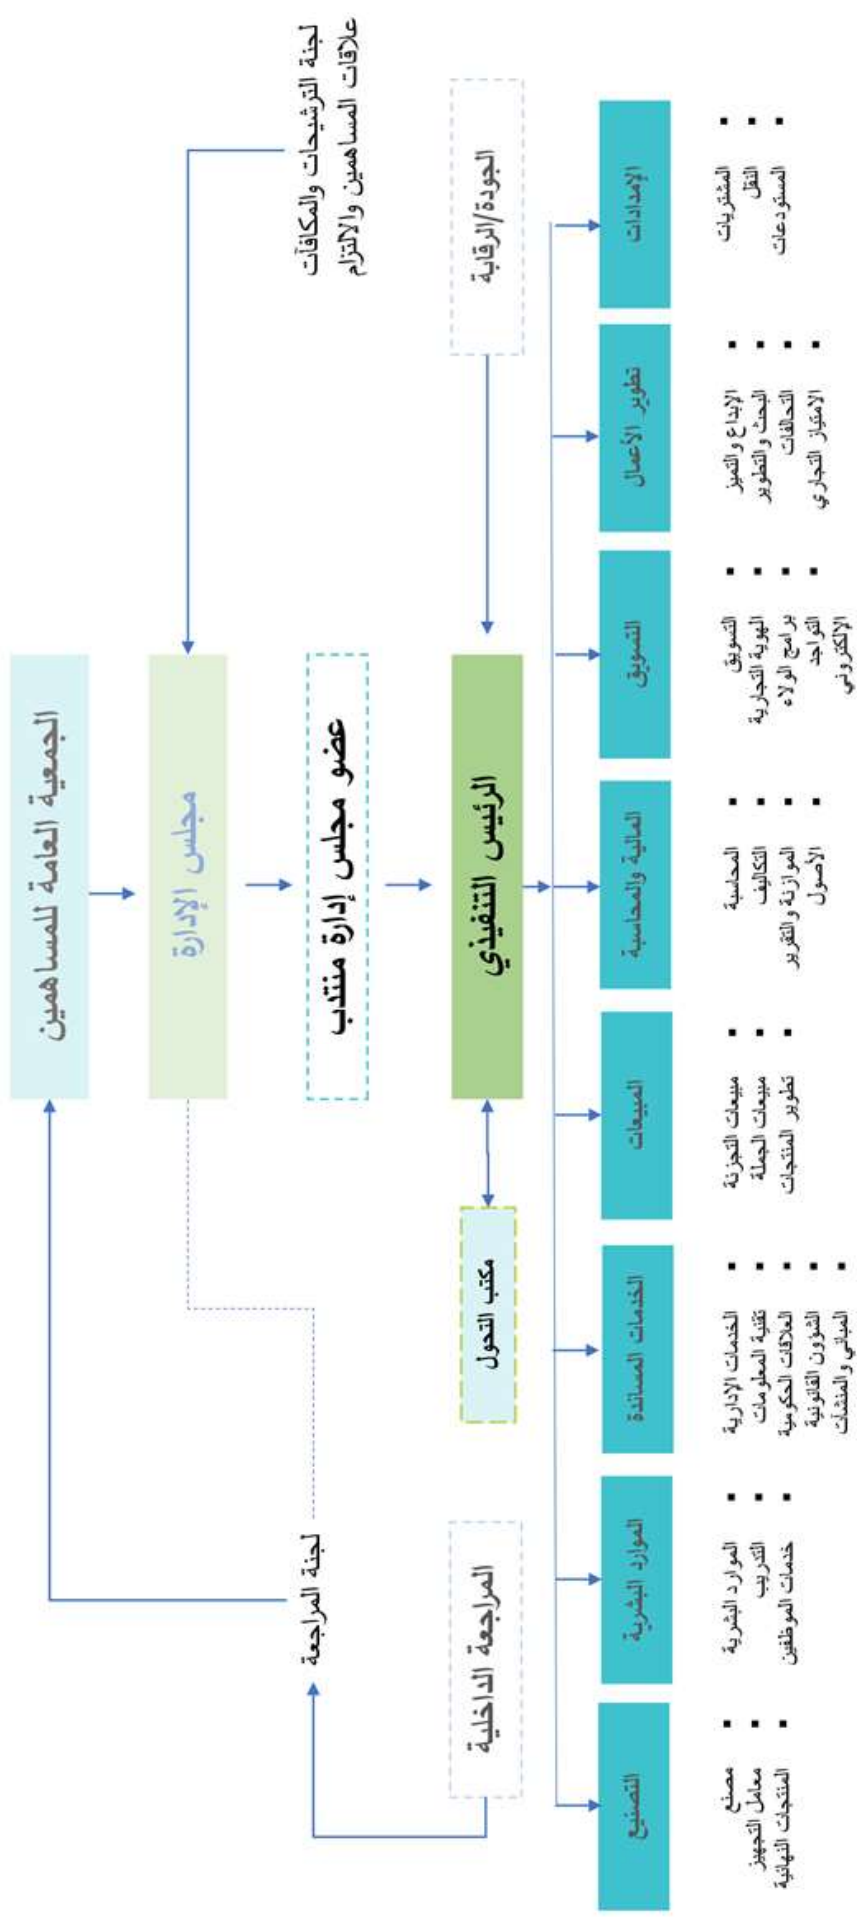 الجمعية العامة للمساهمين
مجلس الإدارة
لجنة الترشيحات والمكافآت
علاقات المساهمين والالتزام
عضو مجلس إدارة منتدب
لجنة المراجعة
الجودة/الرقابة
الرئيس التنفيذي
مكتب التحول
المراجعة الداخلية
الإمدادات
المشتريات
النقل
المستودعات
تطوير الأعمال
الإبداع والتميز
البحث والتطوير
التحالفات
الامتياز التجاري
التسويق
التسويق
الهوية التجارية
برامج الولاء
التواجد
الإلكتروني
المالية والمحاسبة
المحاسبة
التكاليف
الموازنة والتقرير
الأصول
المبيعات
مبيعات التجزئة
مبيعات الجملة
تطوير المنتجات
الخدمات المساندة
الخدمات الإدارية
تقنية المعلومات
العلاقات الحكومية
الشؤون القانونية
المباني والمنشات
الموارد البشرية
الموارد البشرية
التدريب
خدمات الموظفين
التصنيع
مصنع
معامل التجهيز
المنتجات النهائية